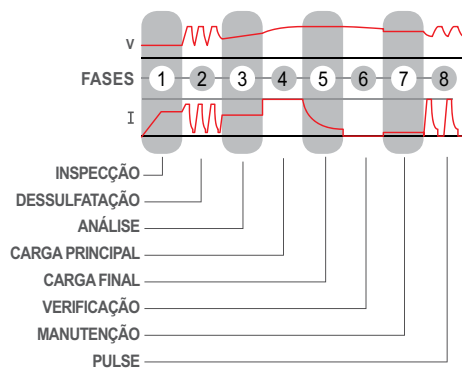 V
FASES 1 2 3 4 5 6 7 8
I
INSPECÇÃO
DESSULFATAÇÃO
ANÁLISE
CARGA PRINCIPAL
CARGA FINAL
VERIFICAÇÃO
MANUTENÇÃO
PULSE